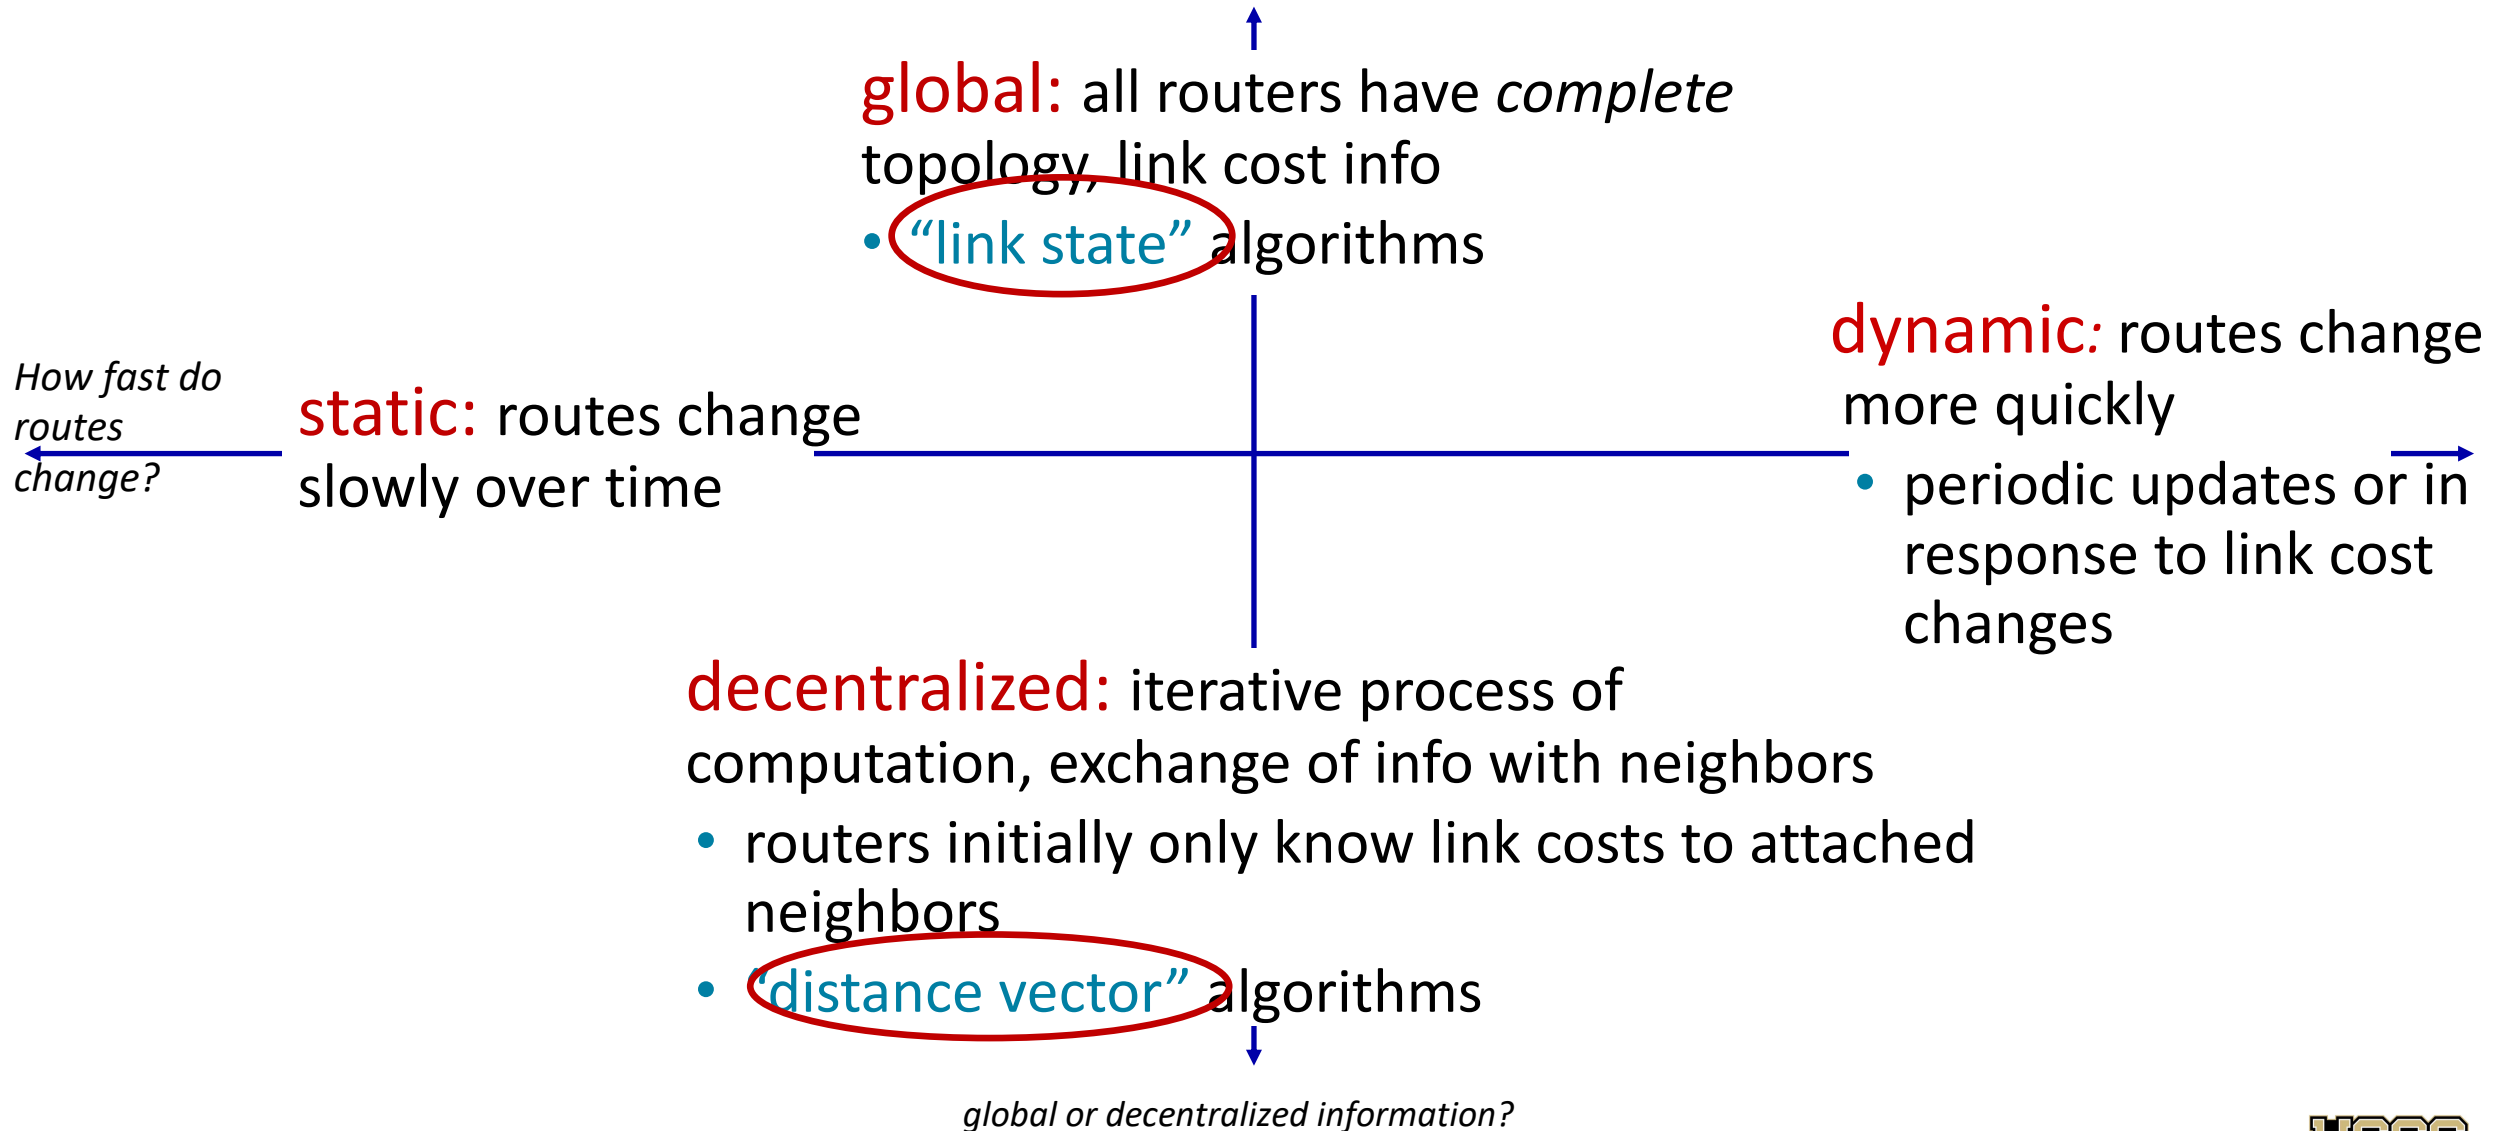 global: all routers have complete
topology, link cost info
• “link state” algorithms
dynamic: routes change
more quickly
• periodic updates or in
response to link cost
changes
How fast do
routes
change?
static: routes change
slowly over time
decentralized: iterative process of
computation, exchange of info with neighbors
• routers initially only know link costs to attached
neighbors
• “distance vector” algorithms
global or decentralized information?